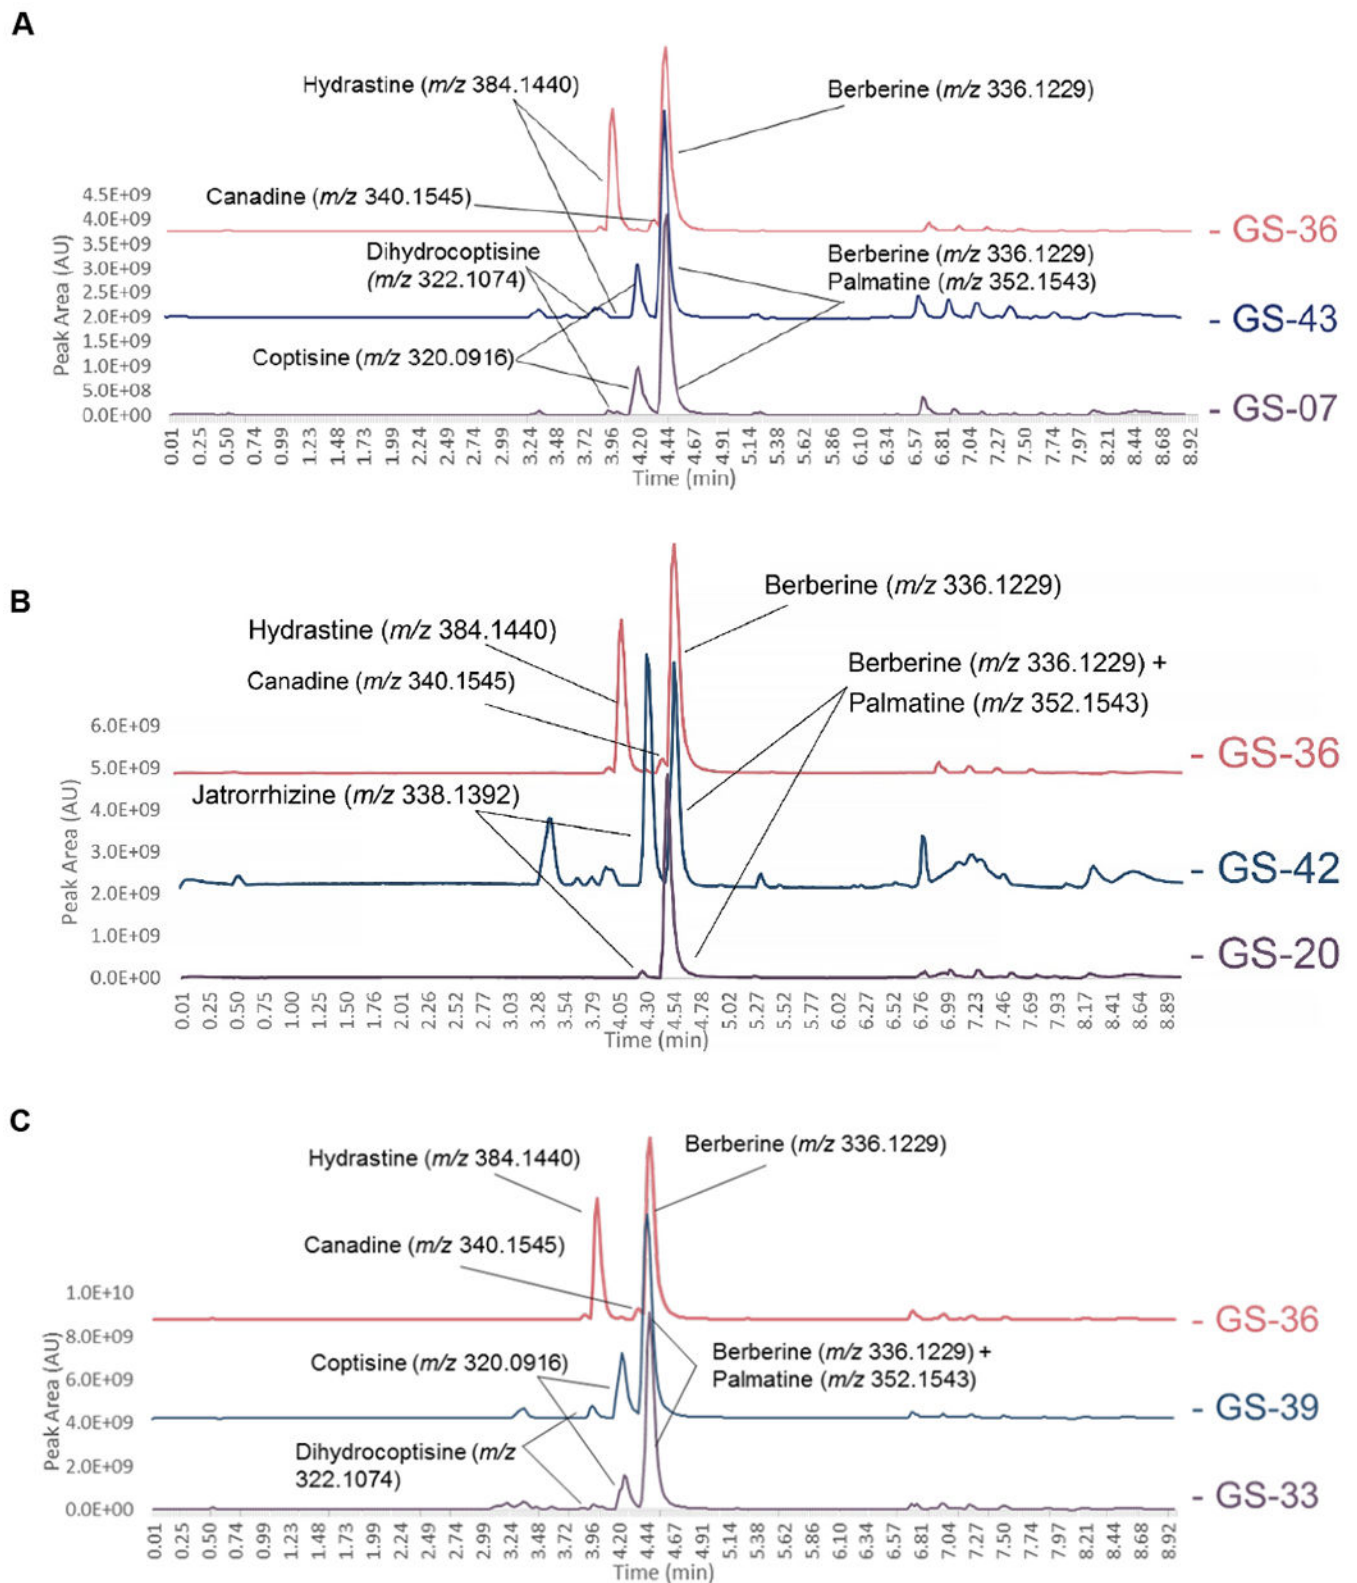 A
Hydrastine (m/z 384.1440)
Berberine (m/z 336.1229)
Canadine (m/z 340.1545)
Dihydrocoptisine
(m/z 322.1074)
Berberine (m/z 336.1229)
Palmatine (m/z 352.1543)
Coptisine (m/z 320.0916)
Peak Area (AU)
4.5E+09
4.0E+09
3.5E+09
3.0E+09
2.5E+09
2.0E+09
1.5E+09
1.0E+09
5.0E+08
0.0E+00
- GS-36
- GS-43
- GS-07
0.01 0.25 0.50 0.74 0.99 1.23 1.48 1.73 1.99 2.24 2.49 2.74 2.99 3.24 3.48 3.72 3.96 4.20 4.44 4.67 4.91 5.14 5.38 5.62 5.86 6.10 6.34 6.57 6.81 7.04 7.27 7.50 7.74 7.97 8.21 8.44 8.68 8.92
Time (min)
B
Berberine (m/z 336.1229)
Hydrastine (m/z 384.1440)
Canadine (m/z 340.1545)
Berberine (m/z 336.1229) +
Palmatine (m/z 352.1543)
Jatrorrhizine (m/z 338.1392)
Peak Area (AU)
6.0E+09
5.0E+09
4.0E+09
3.0E+09
2.0E+09
1.0E+09
0.0E+00
- GS-36
- GS-42
- GS-20
0.01 0.25 0.50 0.75 1.00 1.25 1.50 1.76 2.01 2.26 2.52 2.77 3.03 3.28 3.54 3.79 4.05 4.30 4.54 4.78 5.02 5.27 5.52 5.77 6.02 6.27 6.52 6.76 6.99 7.23 7.46 7.69 7.93 8.17 8.41 8.64 8.89
Time (min)
C
Hydrastine (m/z 384.1440)
Berberine (m/z 336.1229)
Canadine (m/z 340.1545)
Coptisine (m/z 320.0916)
Berberine (m/z 336.1229) +
Palmatine (m/z 352.1543)
Dihydrocoptisine (m/z
322.1074)
Peak Area (AU)
1.0E+10
8.0E+09
6.0E+09
4.0E+09
2.0E+09
0.0E+00
- GS-36
- GS-39
- GS-33
0.01 0.25 0.50 0.74 0.99 1.23 1.48 1.73 1.99 2.24 2.49 2.74 2.99 3.24 3.48 3.72 3.96 4.20 4.44 4.67 4.91 5.14 5.38 5.62 5.86 6.10 6.34 6.57 6.81 7.04 7.27 7.50 7.74 7.97 8.21 8.44 8.68 8.92
Time (min)